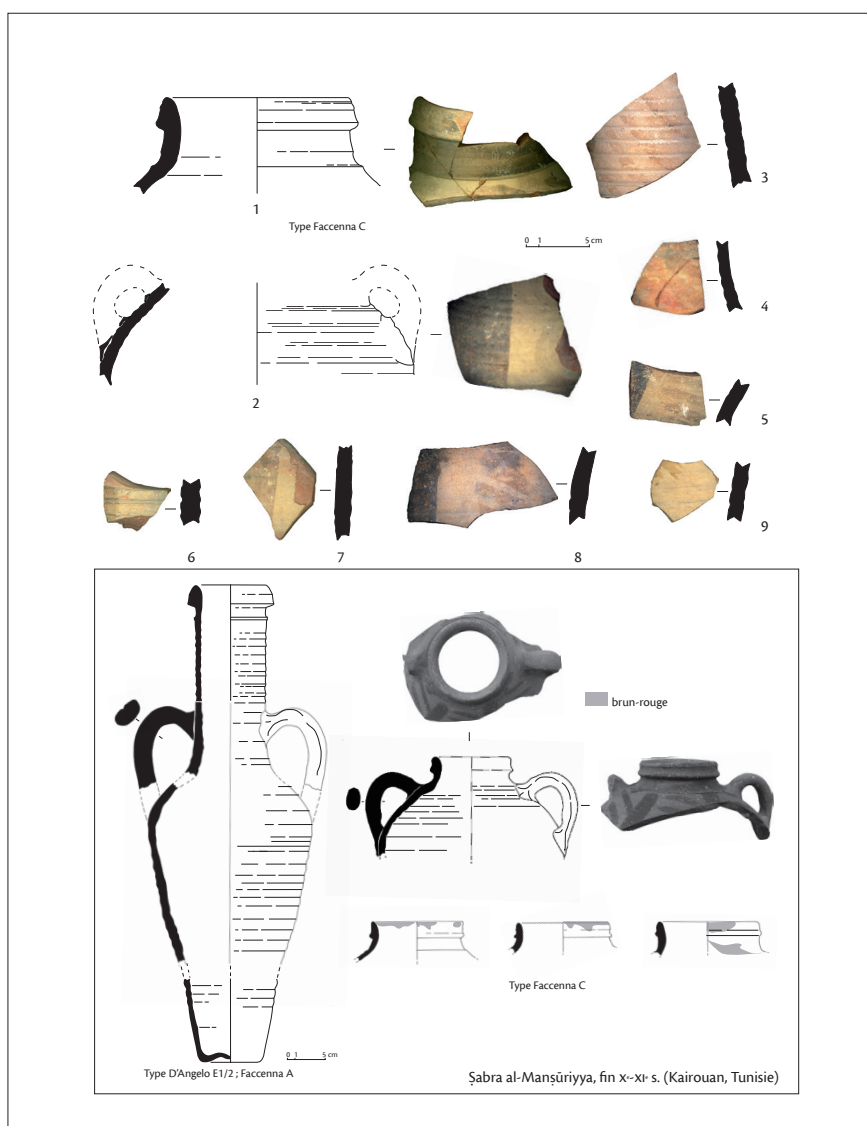 1
Type Faccenna C
3
0 1 5 cm
4
2
5
6
7
8
9
brun-rouge
Type Faccenna C
0 1 5 cm
Type D'Angelo E1/2 ; Faccenna A
Ṣabra al-Manṣūriyya, fin Xᵉ-XIᵉ s. (Kairouan, Tunisie)